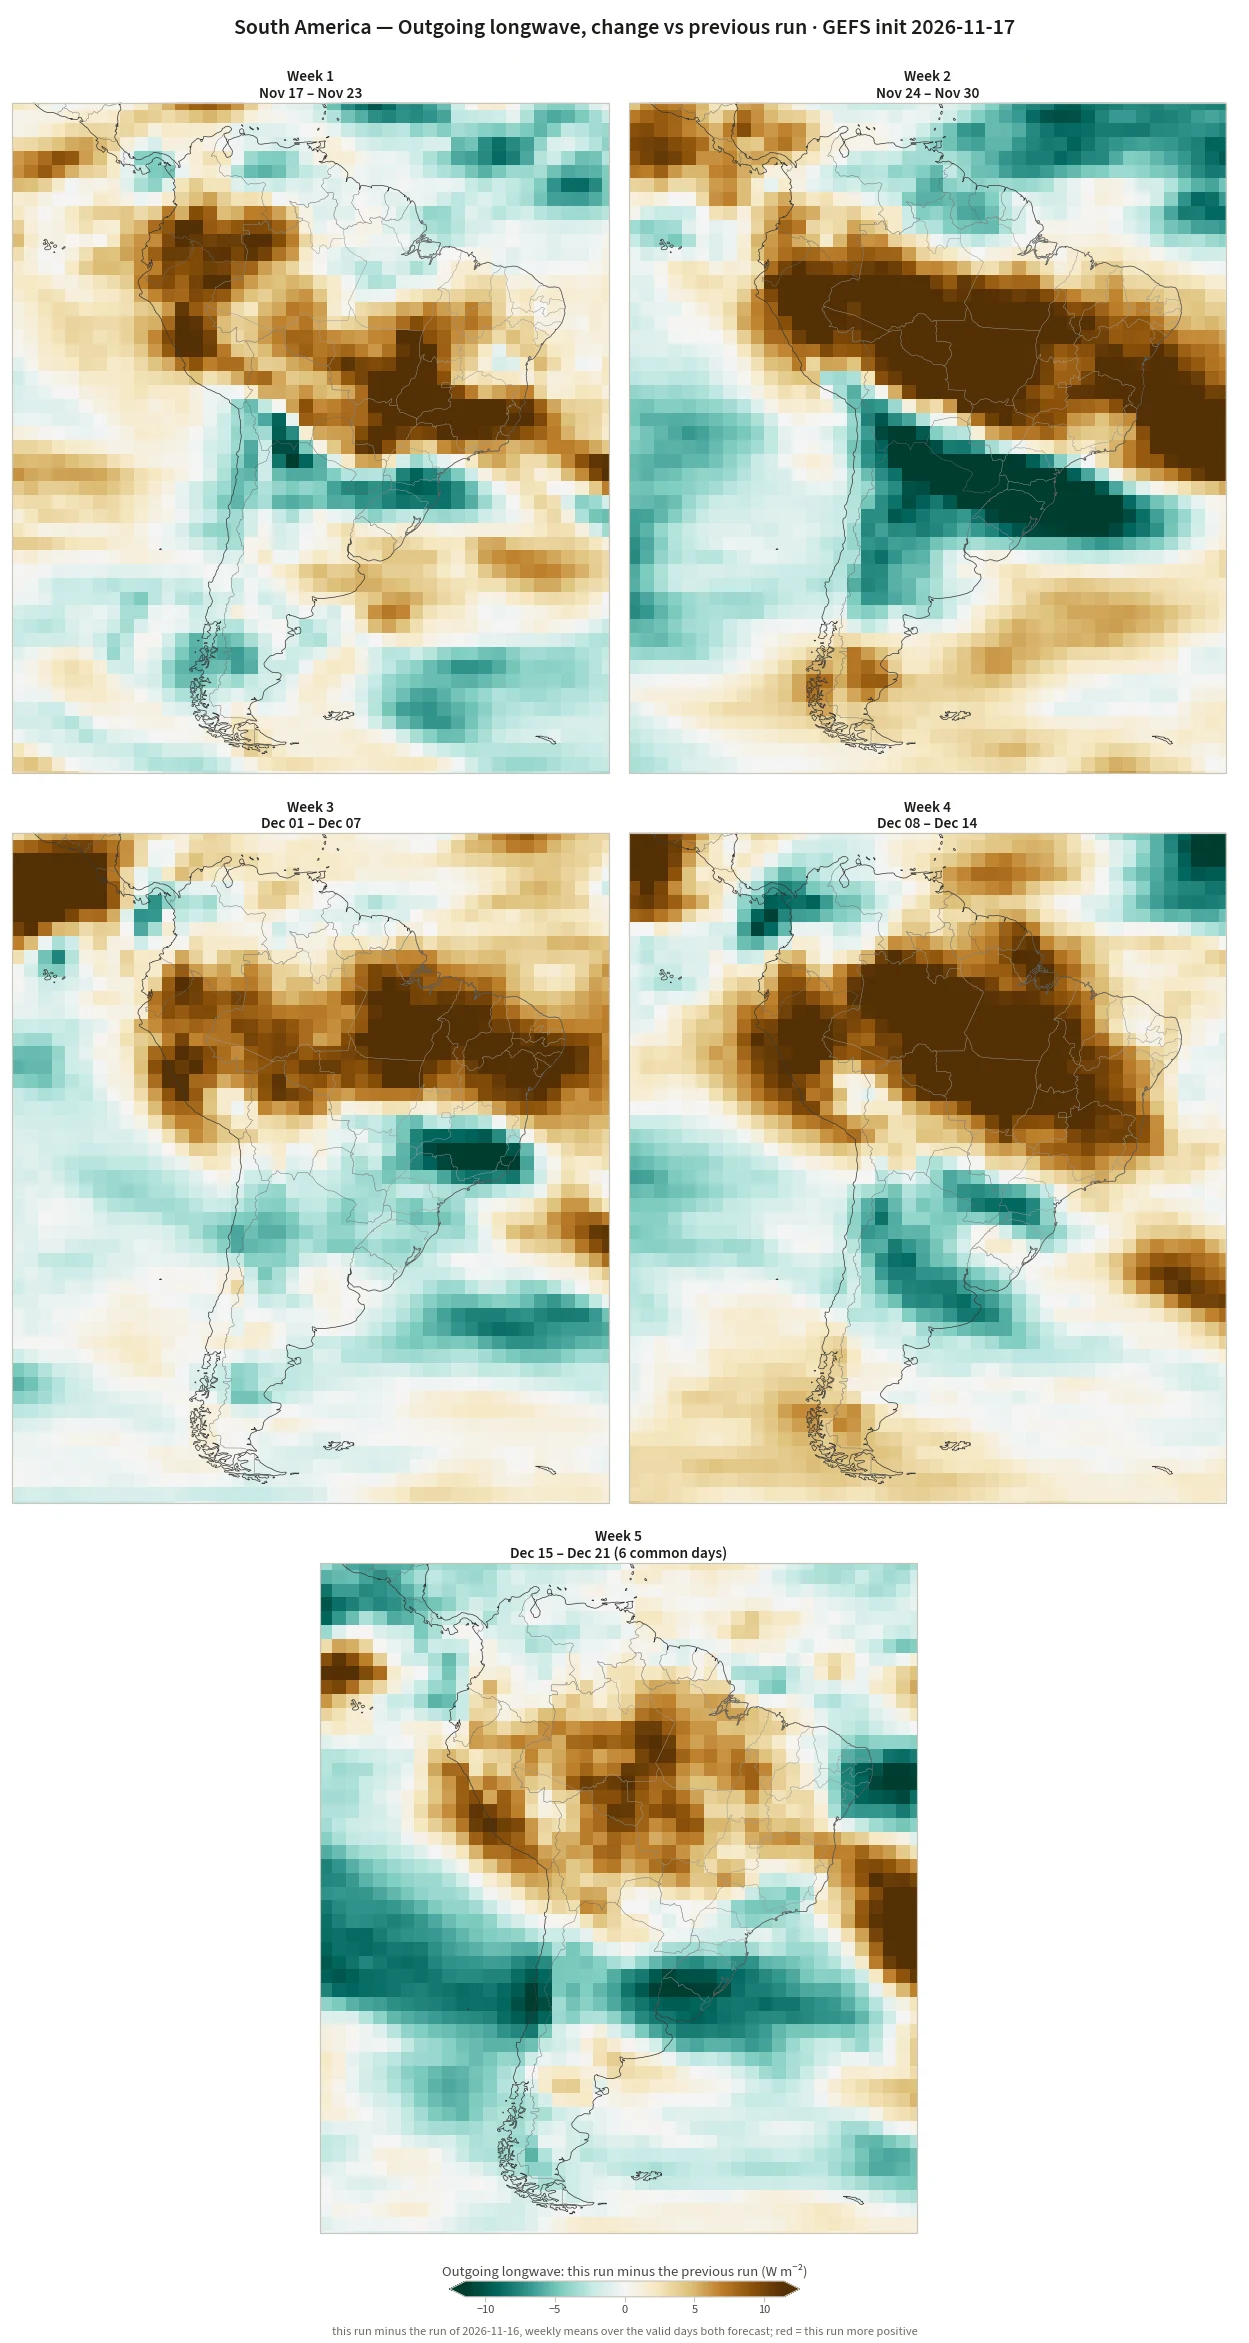 South America — Outgoing longwave, change vs previous run · GEFS init 2026-11-17
Week 1
Nov 17 – Nov 23
Week 2
Nov 24 – Nov 30
Week 3
Dec 01 – Dec 07
Week 4
Dec 08 – Dec 14
Week 5
Dec 15 – Dec 21 (6 common days)
Outgoing longwave: this run minus the previous run (W m⁻²)
−10 −5 0 5 10
this run minus the run of 2026-11-16, weekly means over the valid days both forecast; red = this run more positive